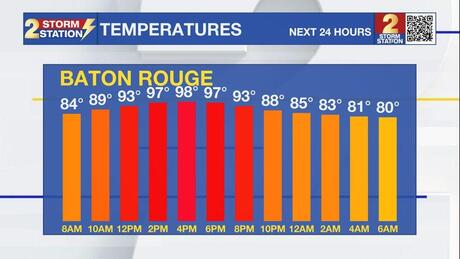 2 STORM STATION TEMPERATURES NEXT 24 HOURS 2 STORM STATION
BATON ROUGE
84° 89° 93° 97° 98° 97° 93° 88° 85° 83° 81° 80°
8AM 10AM 12PM 2PM 4PM 6PM 8PM 10PM 12AM 2AM 4AM 6AM